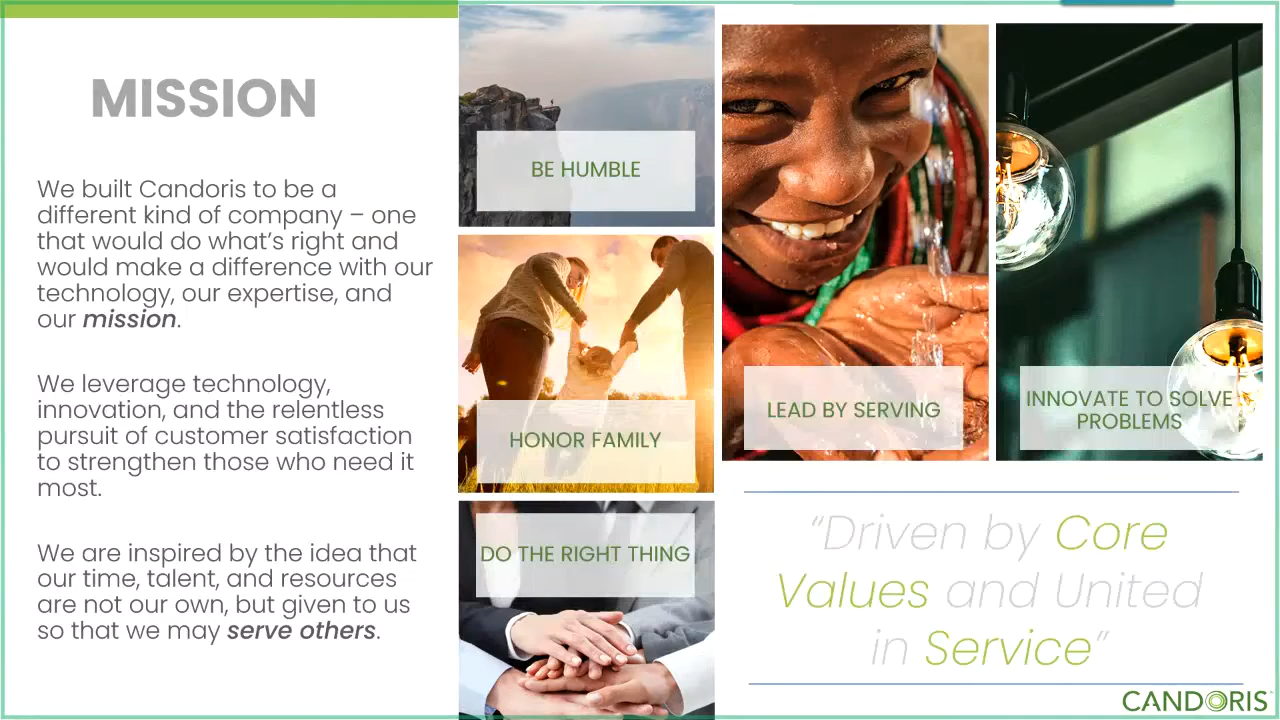 MISSION
We built Candoris to be a
different kind of company – one
that would do what's right and
would make a difference with our
technology, our expertise, and
our mission.
We leverage technology,
innovation, and the relentless
pursuit of customer satisfaction
to strengthen those who need it
most.
We are inspired by the idea that
our time, talent, and resources
are not our own, but given to us
so that we may serve others.
BE HUMBLE
HONOR FAMILY
DO THE RIGHT THING
LEAD BY SERVING
INNOVATE TO SOLVE
PROBLEMS
“Driven by Core
Values and United
in Service”
CANDORIS